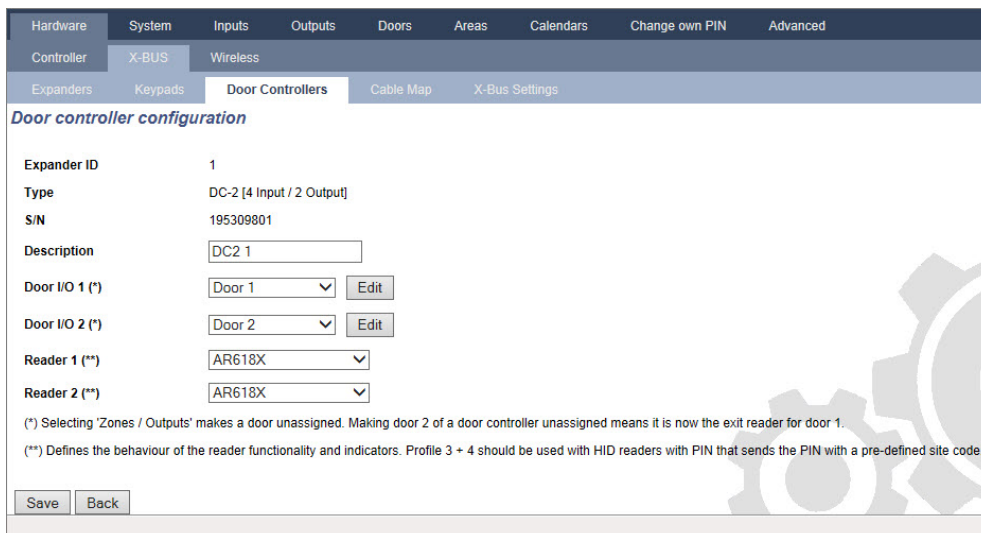 Hardware System Inputs Outputs Doors Areas Calendars Change own PIN Advanced
Controller X-BUS Wireless
Expanders Keypads Door Controllers Cable Map X-Bus Settings
Door controller configuration
Expander ID 1
Type DC-2 [4 Input / 2 Output]
S/N 195309801
Description DC2 1
Door I/O 1 (*) Door 1 Edit
Door I/O 2 (*) Door 2 Edit
Reader 1 (**) AR618X
Reader 2 (**) AR618X
(*) Selecting 'Zones / Outputs' makes a door unassigned. Making door 2 of a door controller unassigned means it is now the exit reader for door 1.
(**) Defines the behaviour of the reader functionality and indicators. Profile 3 + 4 should be used with HID readers with PIN that sends the PIN with a pre-defined site code
Save Back